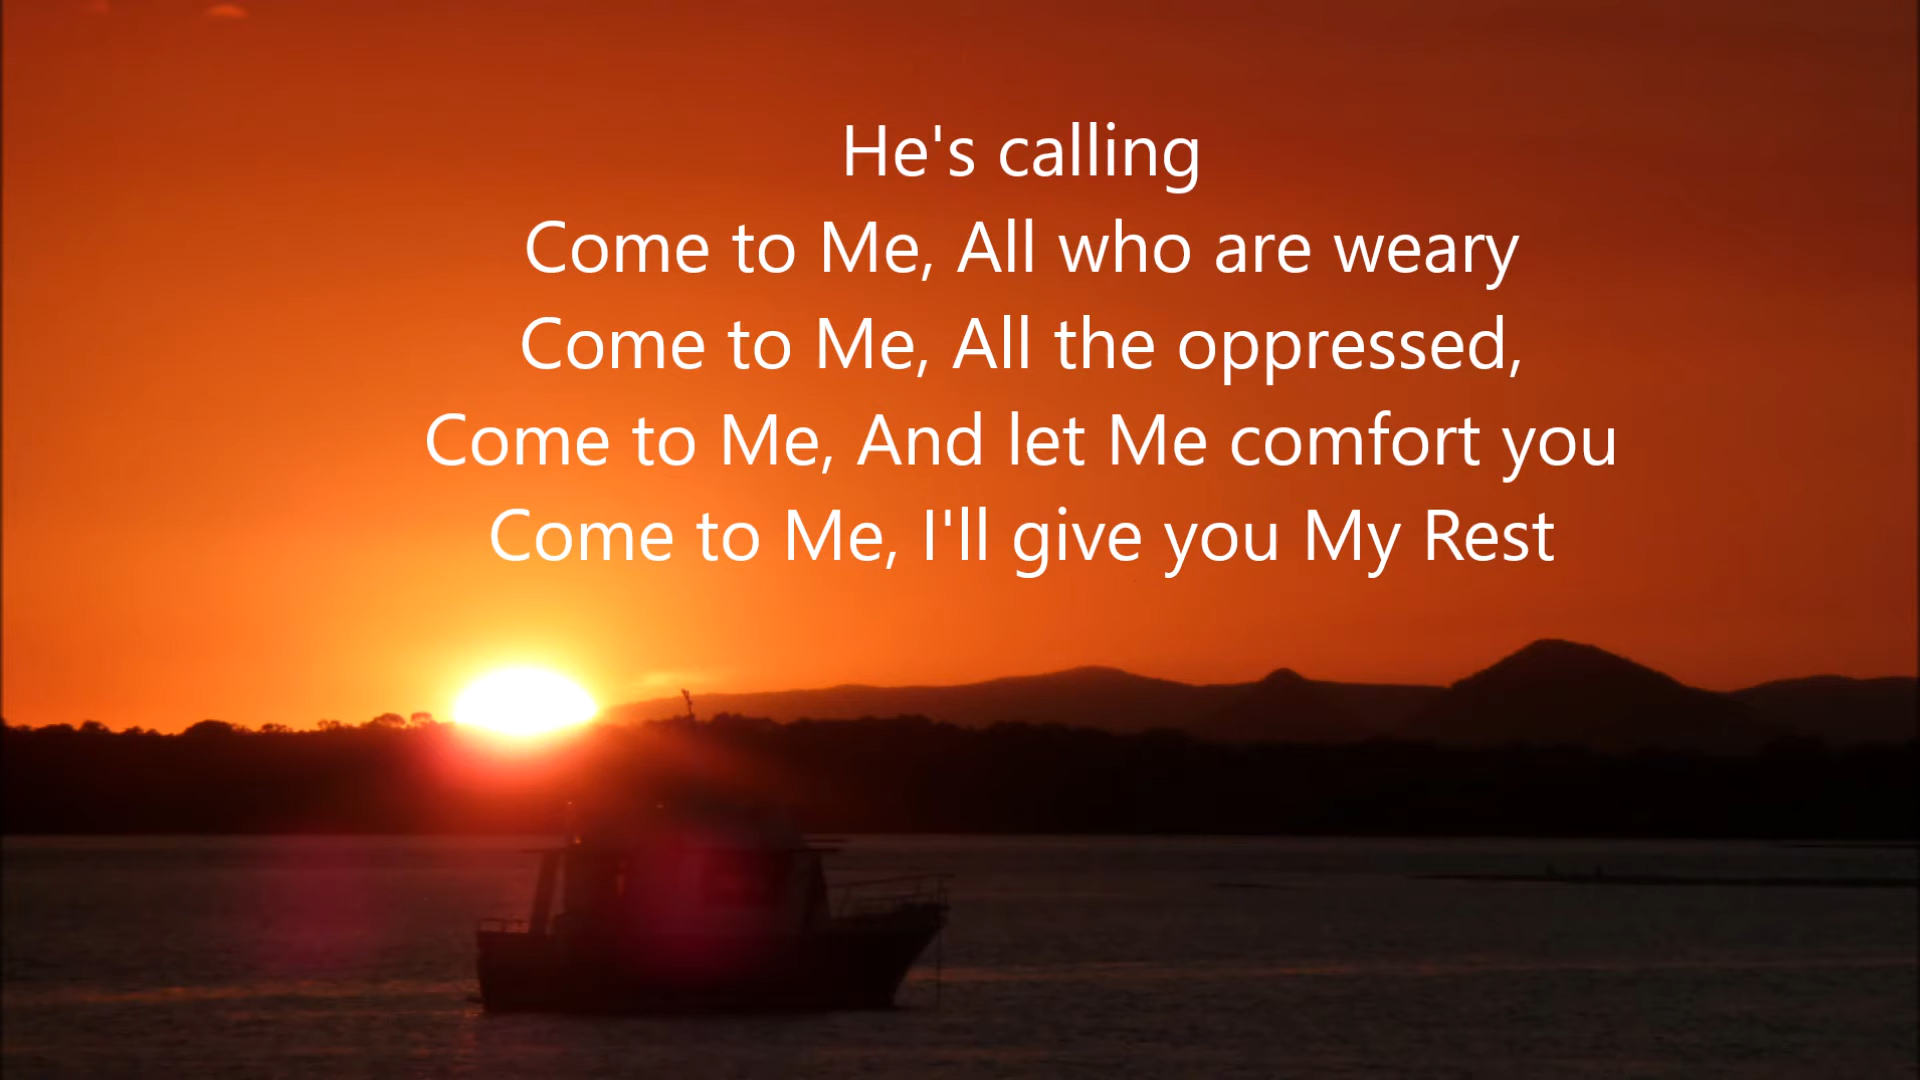 He's calling
Come to Me, All who are weary
Come to Me, All the oppressed,
Come to Me, And let Me comfort you
Come to Me, I'll give you My Rest